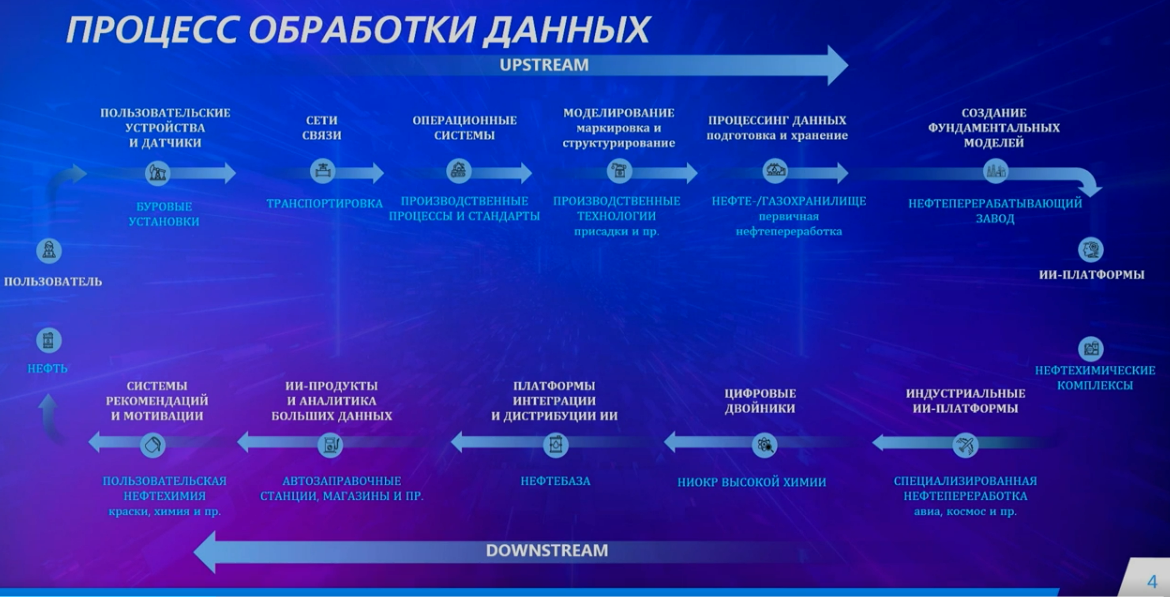 ПРОЦЕСС ОБРАБОТКИ ДАННЫХ
UPSTREAM
ПОЛЬЗОВАТЕЛЬСКИЕ
УСТРОЙСТВА
И ДАТЧИКИ
БУРОВЫЕ
УСТАНОВКИ
СЕТИ
СВЯЗИ
ТРАНСПОРТИРОВКА
ОПЕРАЦИОННЫЕ
СИСТЕМЫ
ПРОИЗВОДСТВЕННЫЕ
ПРОЦЕССЫ И СТАНДАРТЫ
МОДЕЛИРОВАНИЕ
маркировка и
структурирование
ПРОИЗВОДСТВЕННЫЕ
ТЕХНОЛОГИИ
присадки и пр.
ПРОЦЕССИНГ ДАННЫХ
подготовка и хранение
НЕФТЕ-/ГАЗОХРАНИЛИЩЕ
первичная
нефтепереработка
СОЗДАНИЕ
ФУНДАМЕНТАЛЬНЫХ
МОДЕЛЕЙ
НЕФТЕПЕРЕРАБАТЫВАЮЩИЙ
ЗАВОД
ПОЛЬЗОВАТЕЛЬ
НЕФТЬ
ИИ-ПЛАТФОРМЫ
НЕФТЕХИМИЧЕСКИЕ
КОМПЛЕКСЫ
СИСТЕМЫ
РЕКОМЕНДАЦИЙ
И МОТИВАЦИИ
ПОЛЬЗОВАТЕЛЬСКАЯ
НЕФТЕХИМИЯ
краски, химия и пр.
ИИ-ПРОДУКТЫ
И АНАЛИТИКА
БОЛЬШИХ ДАННЫХ
АВТОЗАПРАВОЧНЫЕ
СТАНЦИИ, МАГАЗИНЫ И ПР.
ПЛАТФОРМЫ
ИНТЕГРАЦИИ
И ДИСТРИБУЦИИ ИИ
НЕФТЕБАЗА
ЦИФРОВЫЕ
ДВОЙНИКИ
НИОКР ВЫСОКОЙ ХИМИИ
ИНДУСТРИАЛЬНЫЕ
ИИ-ПЛАТФОРМЫ
СПЕЦИАЛИЗИРОВАННАЯ
НЕФТЕПЕРЕРАБОТКА
авиа, космос и пр.
DOWNSTREAM
4